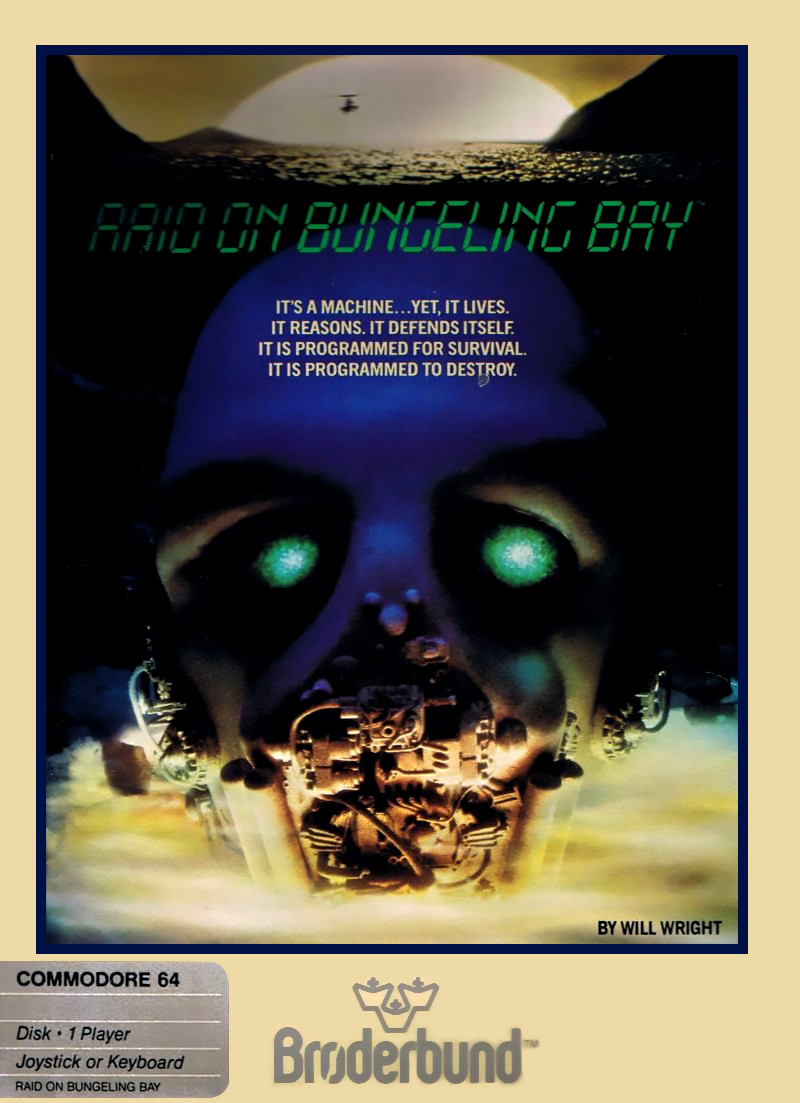 RAID ON BUNGELING BAY™
IT'S A MACHINE...YET, IT LIVES.
IT REASONS. IT DEFENDS ITSELF.
IT IS PROGRAMMED FOR SURVIVAL.
IT IS PROGRAMMED TO DESTROY.
BY WILL WRIGHT
COMMODORE 64
Disk • 1 Player
Joystick or Keyboard
RAID ON BUNGELING BAY
Brøderbund™